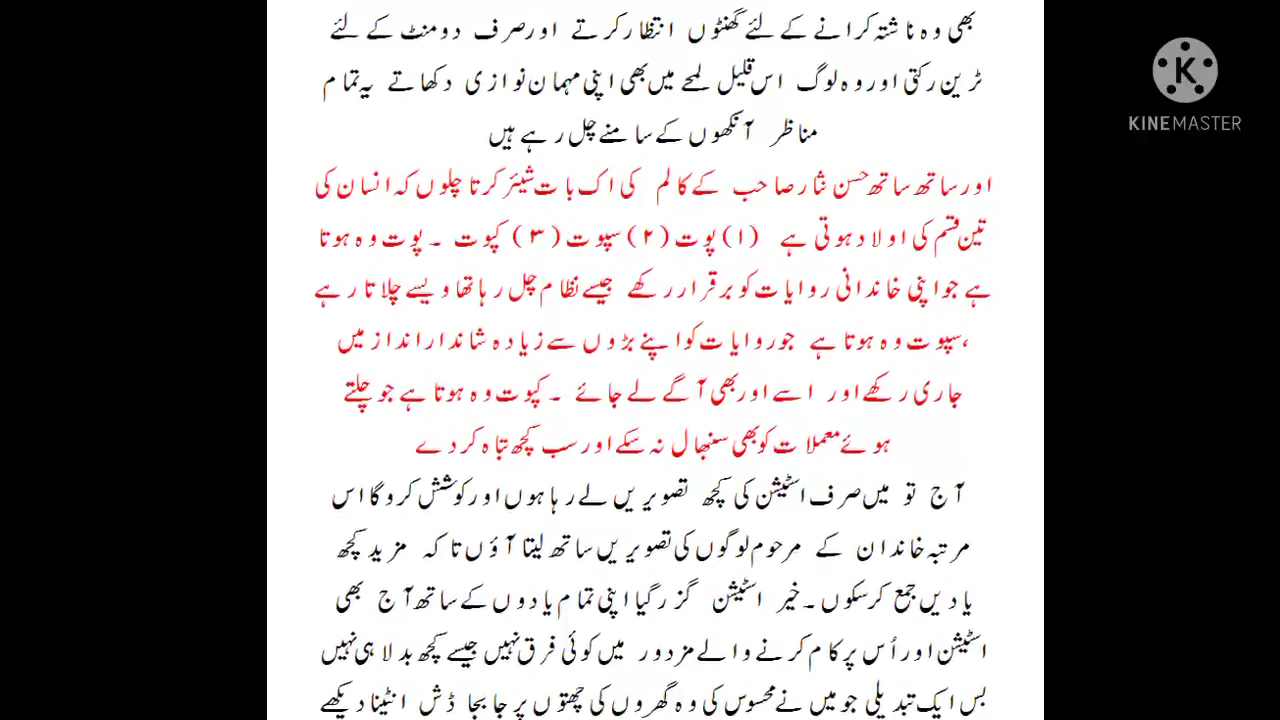 بھی وہ ناشتہ کرانے کے لئے گھنٹوں انتظار کرتے اور صرف دو منٹ کے لئے
ٹرین رکتی اور وہ لوگ اس قلیل لمحے میں بھی اپنی مہمان نوازی دکھاتے یہ تمام
مناظر آنکھوں کے سامنے چل رہے ہیں
اور ساتھ ساتھ حسن نثار صاحب کے کالم کی اک بات شیئر کرتا چلوں کہ انسان کی
تین قسم کی اولاد ہوتی ہے (۱) پوت (۲) سپوت (۳) کپوت ۔ پوت وہ ہوتا
ہے جو اپنی خاندانی روایات کو برقرار رکھے جیسے نظام چل رہا تھا ویسے چلاتا رہے
،سپوت وہ ہوتا ہے جو روایات کو اپنے بڑوں سے زیادہ شاندار انداز میں
جاری رکھے اور اسے اور بھی آگے لے جائے ۔ کپوت وہ ہوتا ہے جو چلتے
ہوئے معملات کو بھی سنبھال نہ سکے اور سب کچھ تباہ کر دے
آج تو میں صرف اسٹیشن کی کچھ تصویریں لے رہا ہوں اور کوشش کروگا اس
مرتبہ خاندان کے مرحوم لوگوں کی تصویریں ساتھ لیتا آؤں تا کہ مزید کچھ
یادیں جمع کر سکوں۔ خیر اسٹیشن گزر گیا اپنی تمام یادوں کے ساتھ آج بھی
اسٹیشن اور اُس پر کام کرنے والے مزدور میں کوئی فرق نہیں جیسے کچھ بدلا ہی نہیں
بس ایک تبدیلی جو میں نے محسوس کی وہ گھروں کی چھتوں پر جا بجا ڈش انٹینا دیکھے
KINEMASTER